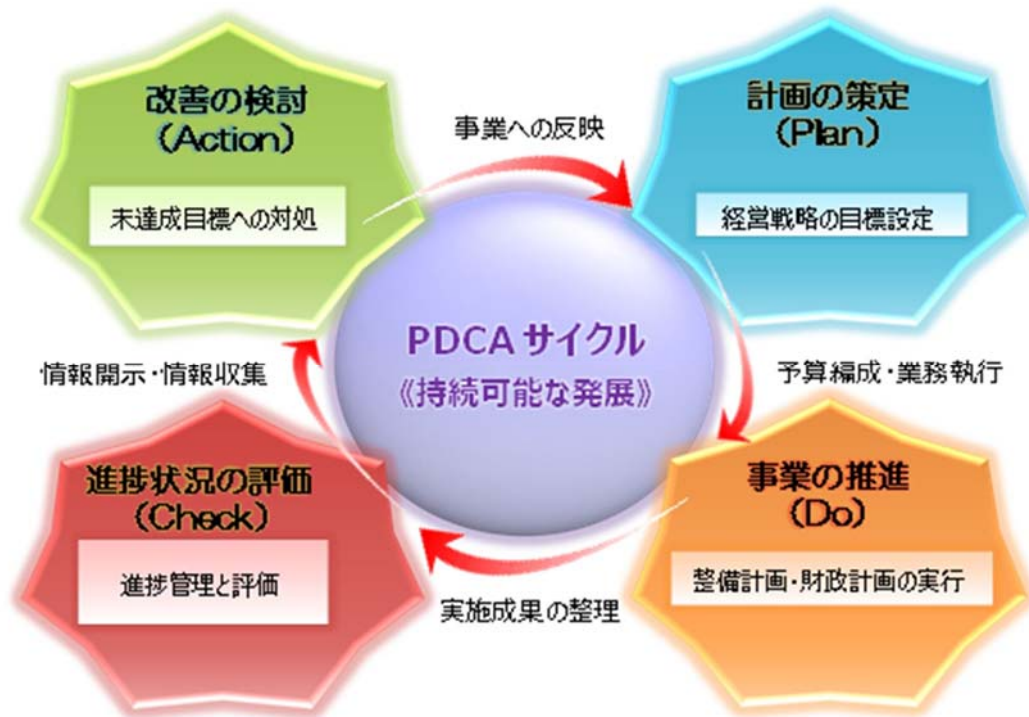 改善の検討
(Action)
未達成目標への対処
事業への反映
計画の策定
(Plan)
経営戦略の目標設定
PDCAサイクル
《持続可能な発展》
情報開示・情報収集
予算編成・業務執行
進捗状況の評価
(Check)
進捗管理と評価
事業の推進
(Do)
整備計画・財政計画の実行
実施成果の整理